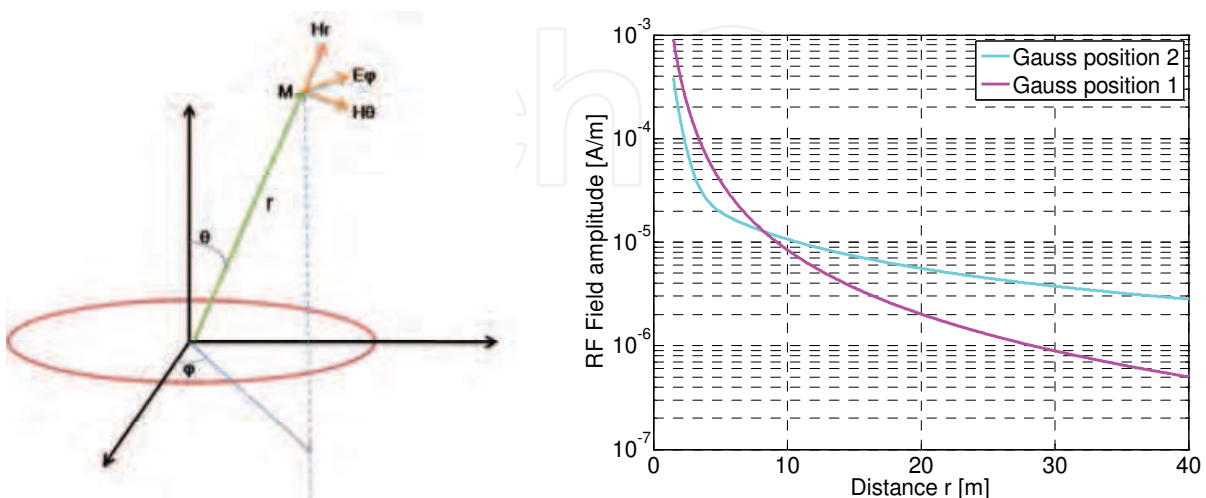 Hr
Eφ
M
Hθ
r
θ
φ
10^-3
10^-4
10^-5
10^-6
10^-7
RF Field amplitude [A/m]
Gauss position 2
Gauss position 1
0
10
20
30
40
Distance r [m]